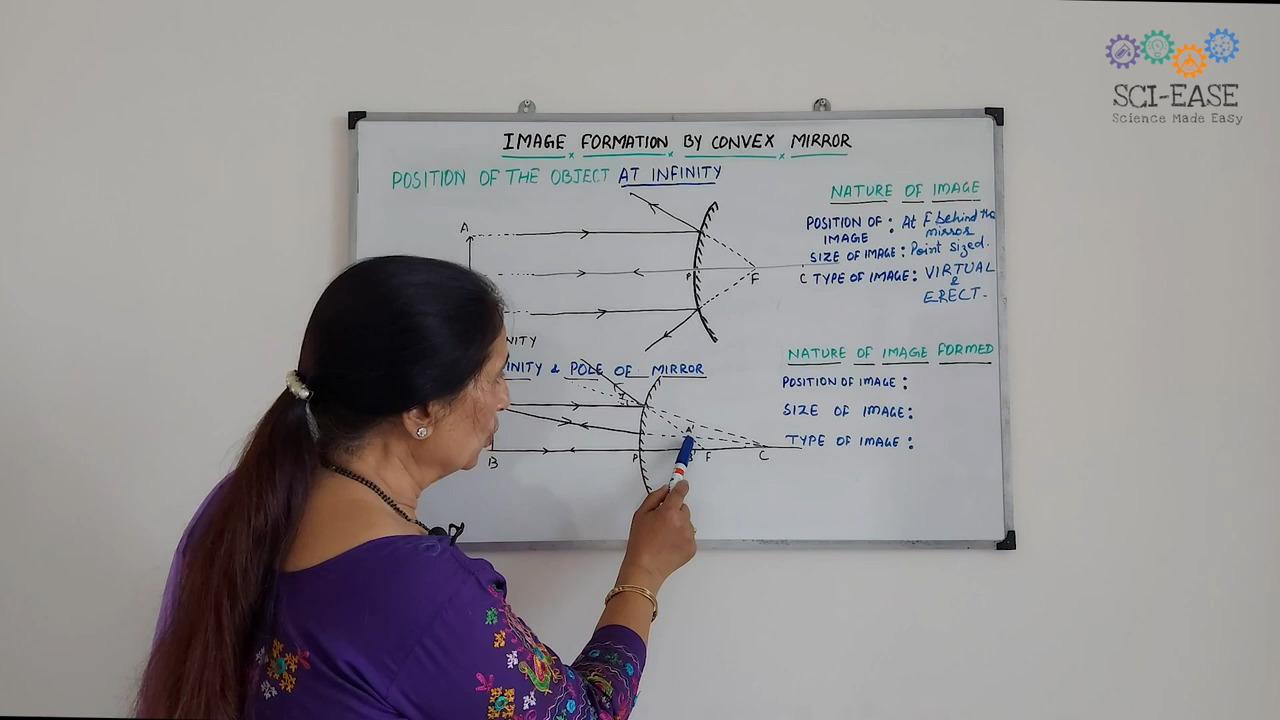 SCI-EASE
Science Made Easy
IMAGE FORMATION BY CONVEX MIRROR
POSITION OF THE OBJECT AT INFINITY
NATURE OF IMAGE
POSITION OF IMAGE : At F behind the mirror
SIZE OF IMAGE : Point sized.
TYPE OF IMAGE : VIRTUAL & ERECT.
A
P
F
C
NITY
NITY & POLE OF MIRROR
NATURE OF IMAGE FORMED
POSITION OF IMAGE :
SIZE OF IMAGE :
TYPE OF IMAGE :
B
P
F
C